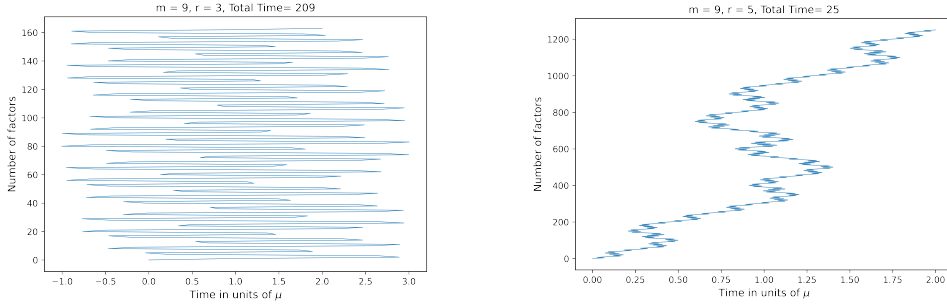 m = 9, r = 3, Total Time= 209
160
140
120
100
80
60
40
20
0
Number of factors
−1.0 −0.5 0.0 0.5 1.0 1.5 2.0 2.5 3.0
Time in units of μ
m = 9, r = 5, Total Time= 25
1200
1000
800
600
400
200
0
Number of factors
0.00 0.25 0.50 0.75 1.00 1.25 1.50 1.75 2.00
Time in units of μ